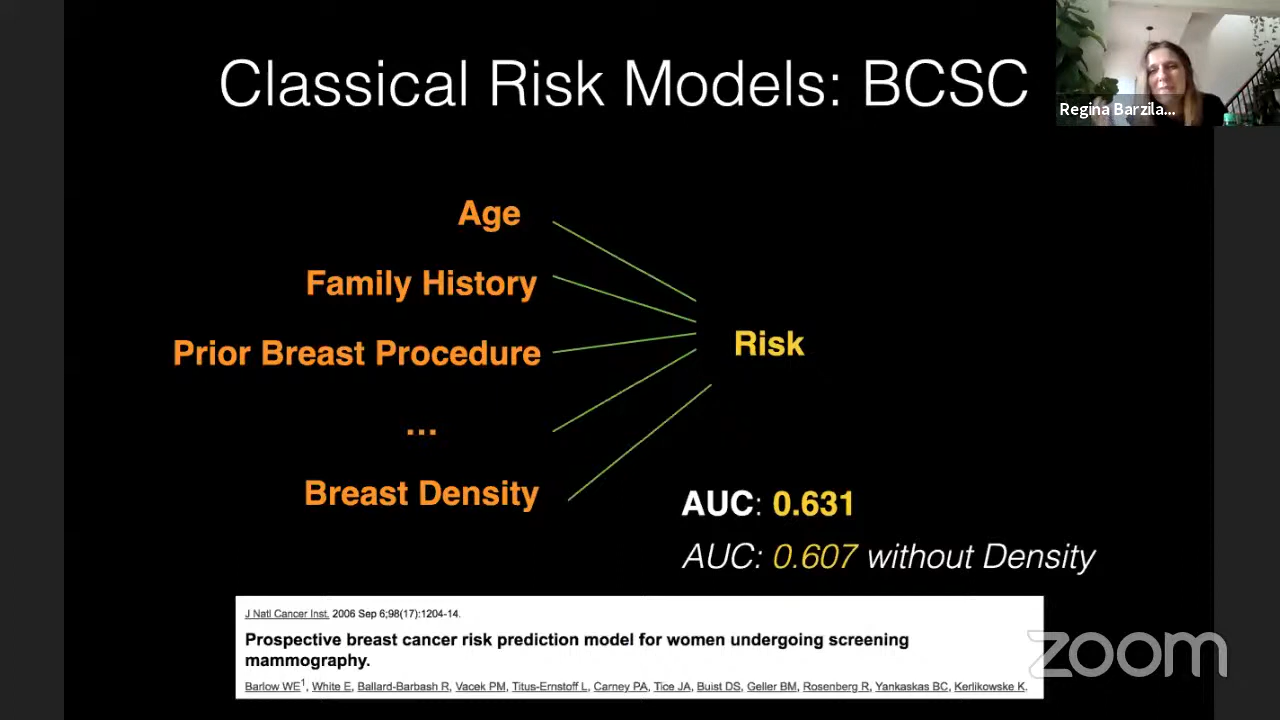 Classical Risk Models: BCSC
Regina Barzila...
Age
Family History
Prior Breast Procedure
...
Breast Density
Risk
AUC: 0.631
AUC: 0.607 without Density
J Natl Cancer Inst. 2006 Sep 6;98(17):1204-14.
Prospective breast cancer risk prediction model for women undergoing screening
mammography.
Barlow WE1, White E, Ballard-Barbash R, Vacek PM, Titus-Ernstoff L, Carney PA, Tice JA, Buist DS, Geller BM, Rosenberg R, Yankaskas BC, Kerlikowske K.
zoom